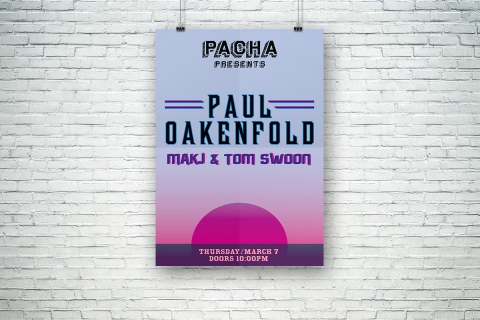 PACHA
PRESENTS
PAUL
OAKENFOLD
MAKJ & TOM SWOON
THURSDAY/MARCH 7
DOORS 10:00PM